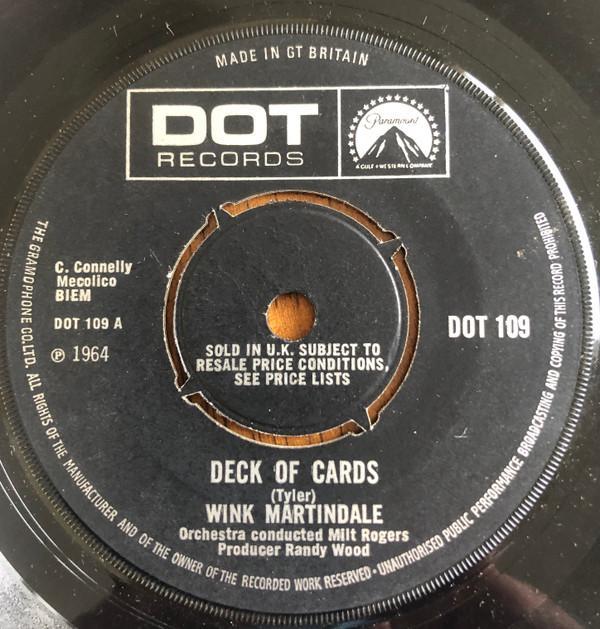 MADE IN GT BRITAIN
DOT
RECORDS
Paramount
A GULF + WESTERN COMPANY
C. Connelly
Mecolico
BIEM
DOT 109 A
℗ 1964
DOT 109
SOLD IN U.K. SUBJECT TO
RESALE PRICE CONDITIONS,
SEE PRICE LISTS
DECK OF CARDS
(Tyler)
WINK MARTINDALE
Orchestra conducted Milt Rogers
Producer Randy Wood
THE GRAMOPHONE CO. LTD. ALL RIGHTS OF THE MANUFACTURER AND OF THE OWNER OF THE RECORDED WORK RESERVED • UNAUTHORISED PUBLIC PERFORMANCE BROADCASTING AND COPYING OF THIS RECORD PROHIBITED